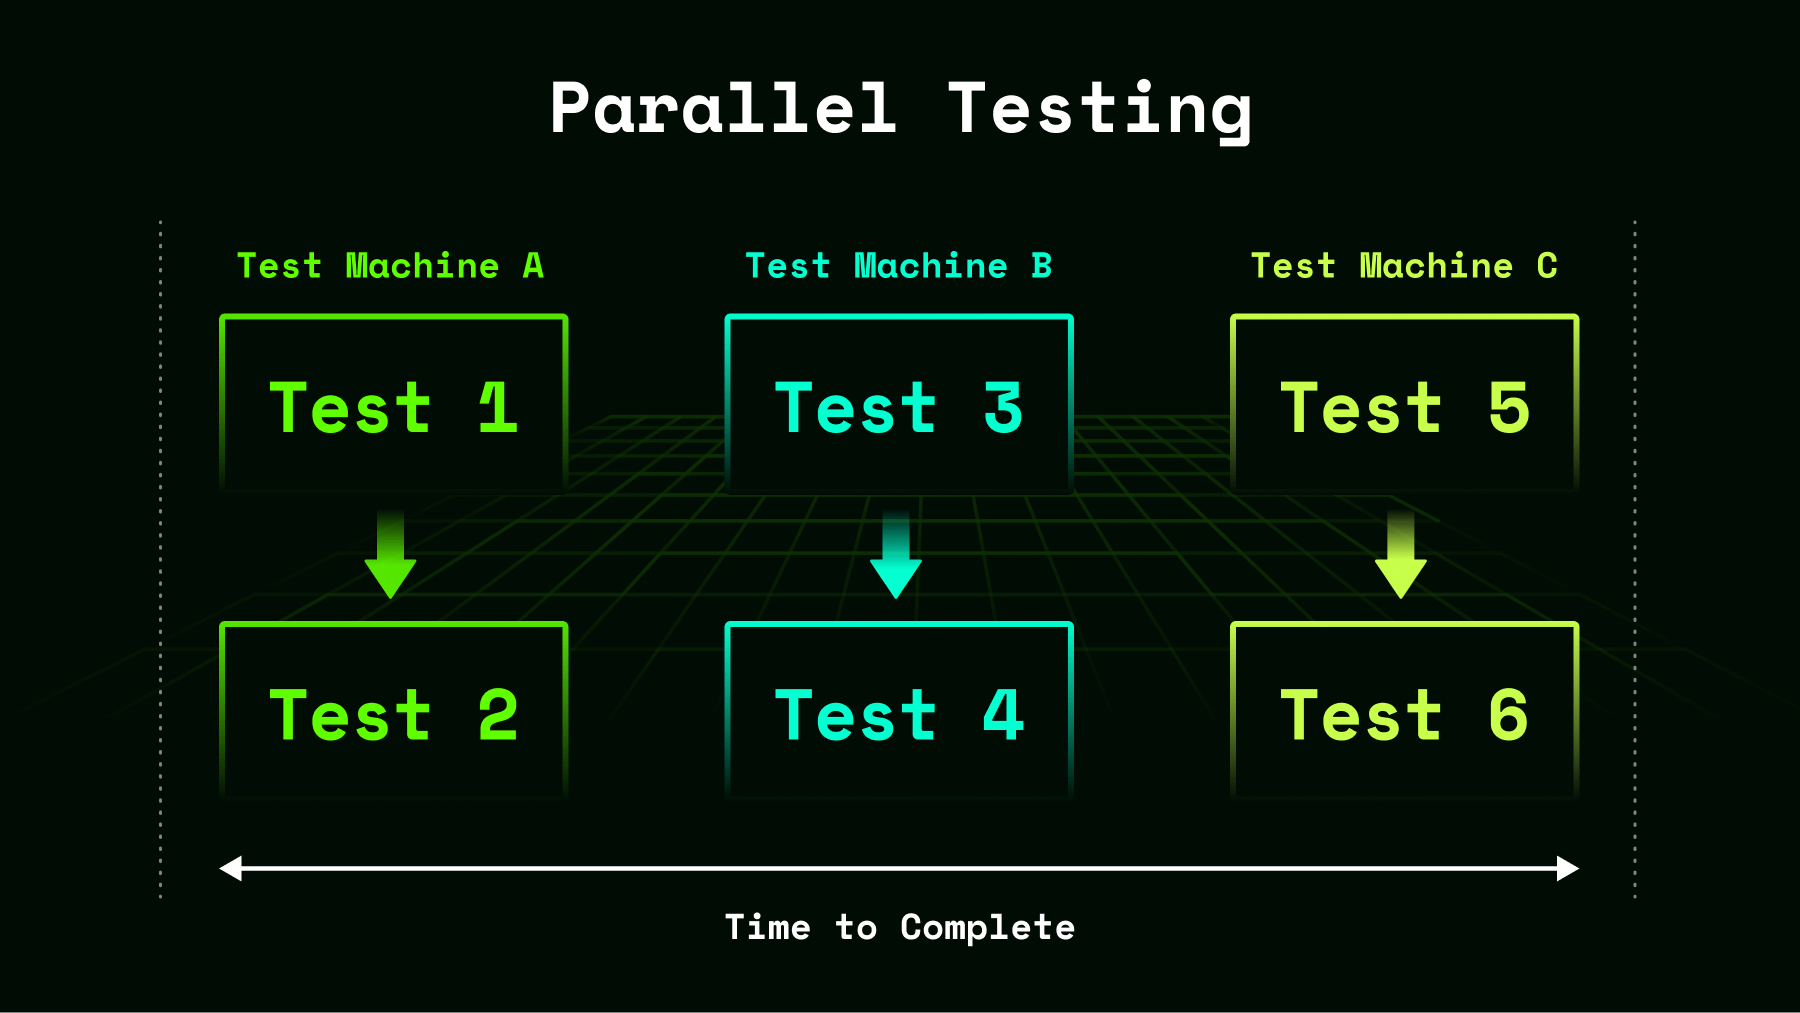 Parallel Testing
Test Machine A
Test Machine B
Test Machine C
Test 1
Test 3
Test 5
Test 2
Test 4
Test 6
Time to Complete